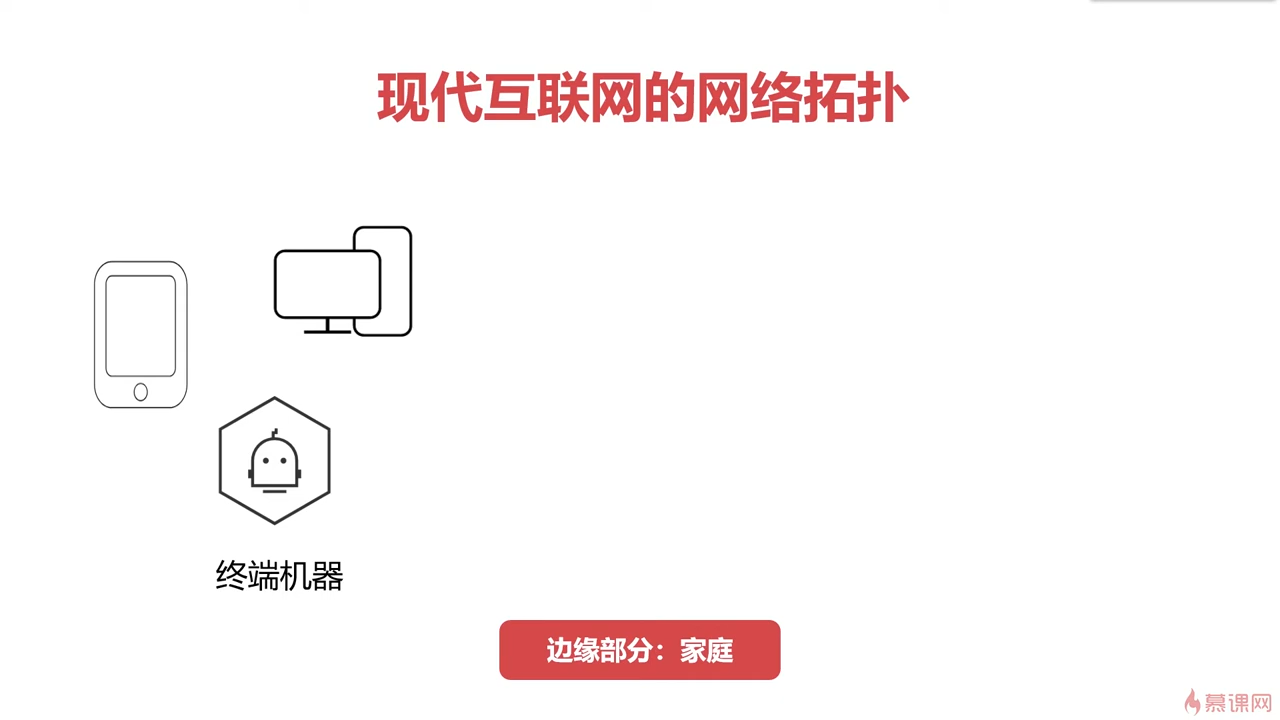 现代互联网的网络拓扑
终端机器
边缘部分：家庭
慕课网